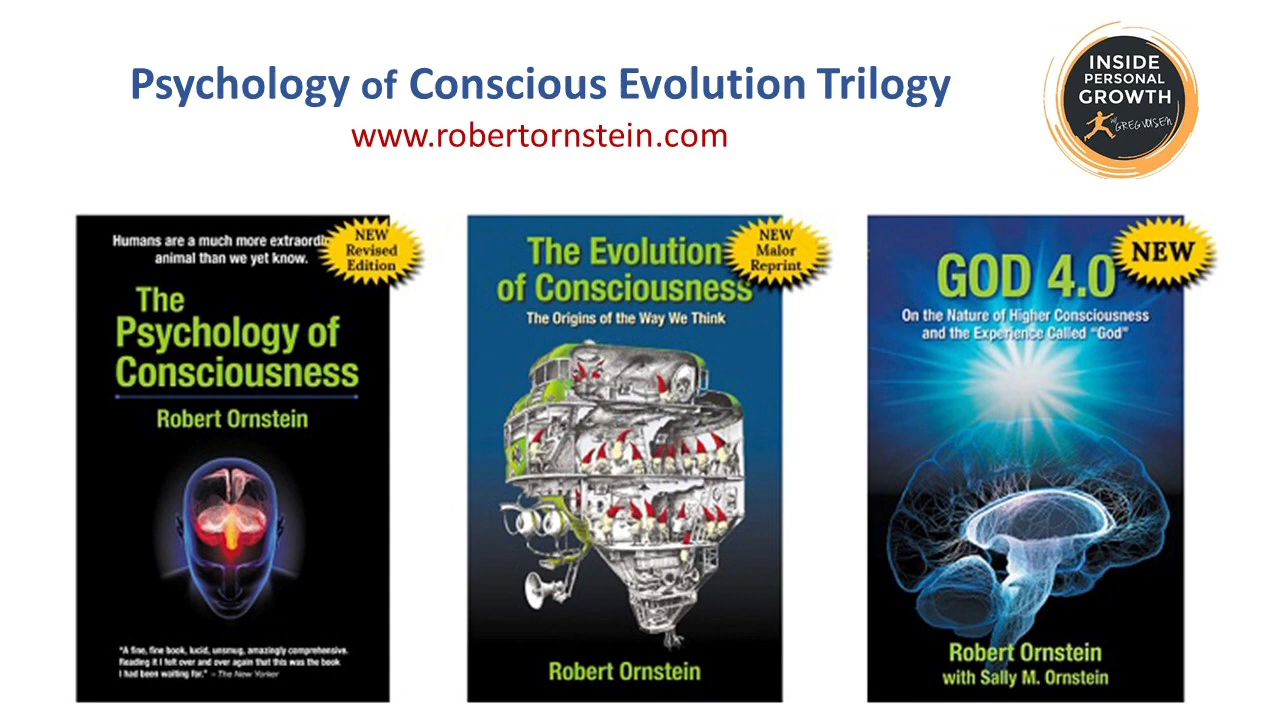 Psychology of Conscious Evolution Trilogy
www.robertornstein.com
INSIDE
PERSONAL
GROWTH
W/ GREG VOISEN
Humans are a much more extraordi
animal than we yet know.
NEW
Revised
Edition
The
Psychology of
Consciousness
Robert Ornstein
"A fine, fine book, lucid, unsmug, amazingly comprehensive.
Reading it I felt over and over again that this was the book
I had been waiting for." – The New Yorker
NEW
Malor
Reprint
The Evolution
of Consciousness
The Origins of the Way We Think
Robert Ornstein
NEW
GOD 4.0
On the Nature of Higher Consciousness
and the Experience Called "God"
Robert Ornstein
with Sally M. Ornstein